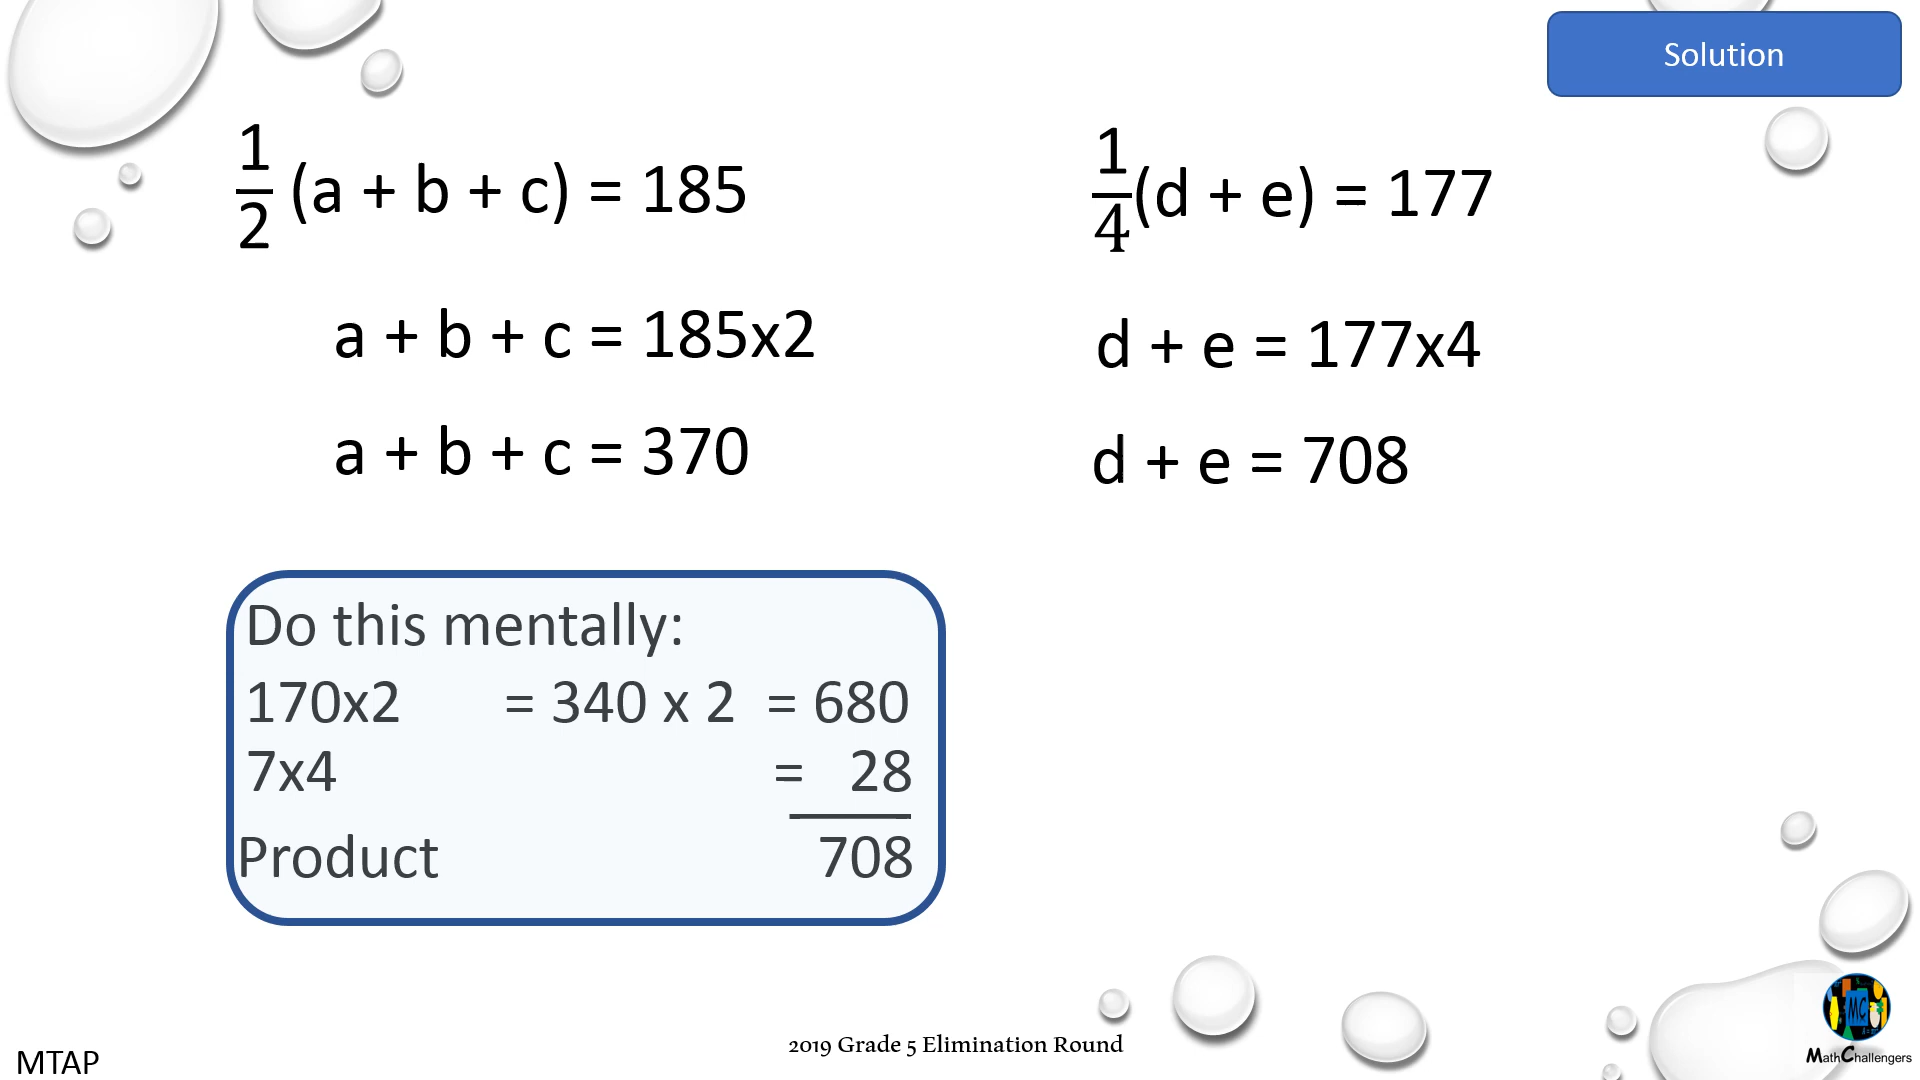 Solution
1/2 (a + b + c) = 185
a + b + c = 185x2
a + b + c = 370
1/4(d + e) = 177
d + e = 177x4
d + e = 708
Do this mentally:
170x2 = 340 x 2 = 680
7x4 = 28
Product 708
2019 Grade 5 Elimination Round
MTAP
MC
MathChallengers